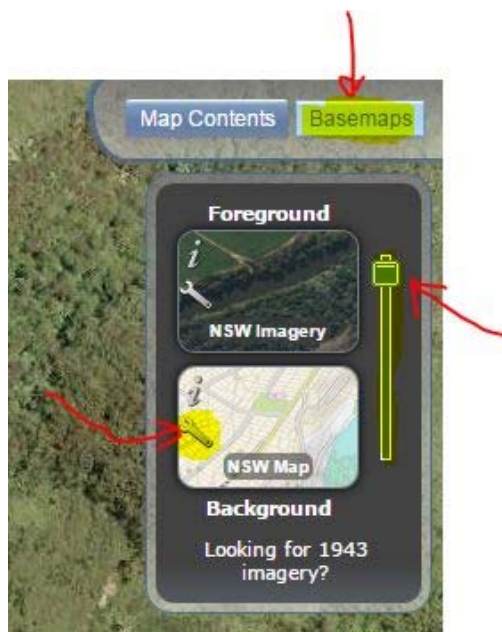 Map Contents
Basemaps
Foreground
i
NSW Imagery
i
NSW Map
Background
Looking for 1943
imagery?